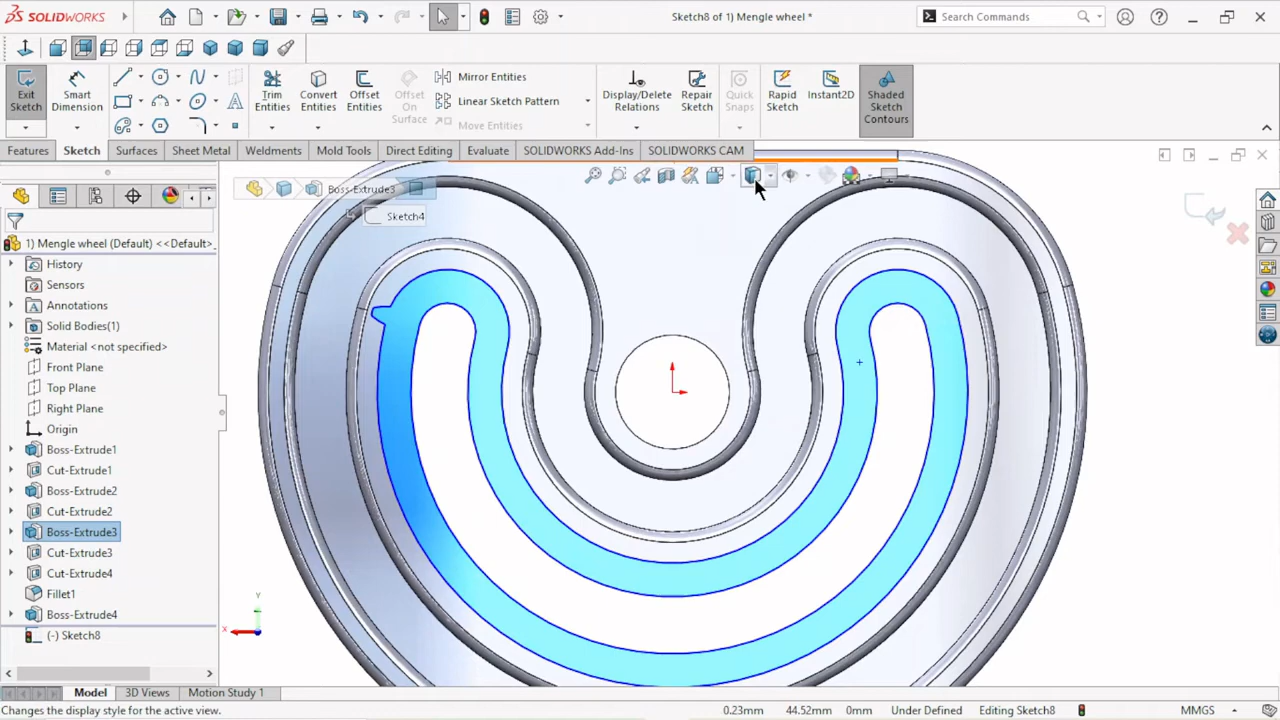 SOLIDWORKS
Sketch8 of 1) Mengle wheel *
Search Commands
Exit Sketch
Smart Dimension
Trim Entities
Convert Entities
Offset Entities
Offset On Surface
Mirror Entities
Linear Sketch Pattern
Move Entities
Display/Delete Relations
Repair Sketch
Quick Snaps
Rapid Sketch
Instant2D
Shaded Sketch Contours
Features
Sketch
Surfaces
Sheet Metal
Weldments
Mold Tools
Direct Editing
Evaluate
SOLIDWORKS Add-Ins
SOLIDWORKS CAM
Boss-Extrude3
Sketch4
1) Mengle wheel (Default) <<Default>_
History
Sensors
Annotations
Solid Bodies(1)
Material <not specified>
Front Plane
Top Plane
Right Plane
Origin
Boss-Extrude1
Cut-Extrude1
Boss-Extrude2
Cut-Extrude2
Boss-Extrude3
Cut-Extrude3
Cut-Extrude4
Fillet1
Boss-Extrude4
(-) Sketch8
Y
X
Model
3D Views
Motion Study 1
Changes the display style for the active view.
0.23mm
44.52mm
0mm
Under Defined
Editing Sketch8
MMGS